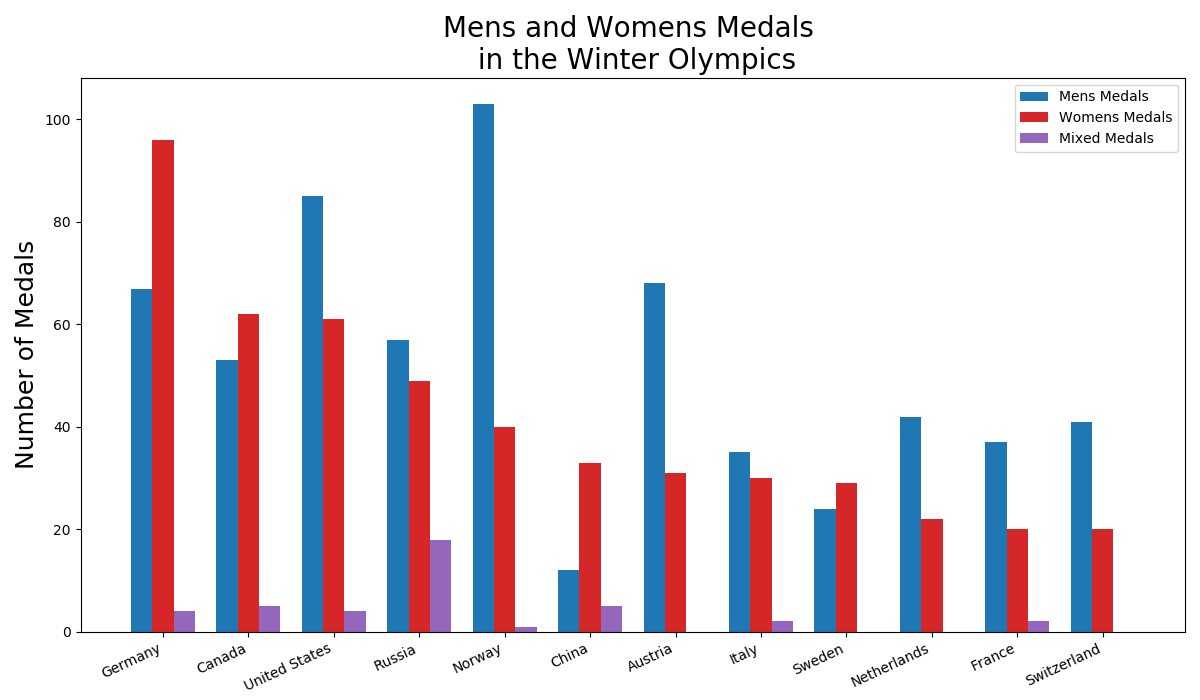 Mens and Womens Medals
in the Winter Olympics
Number of Medals
100
80
60
40
20
0
Mens Medals
Womens Medals
Mixed Medals
Germany
Canada
United States
Russia
Norway
China
Austria
Italy
Sweden
Netherlands
France
Switzerland